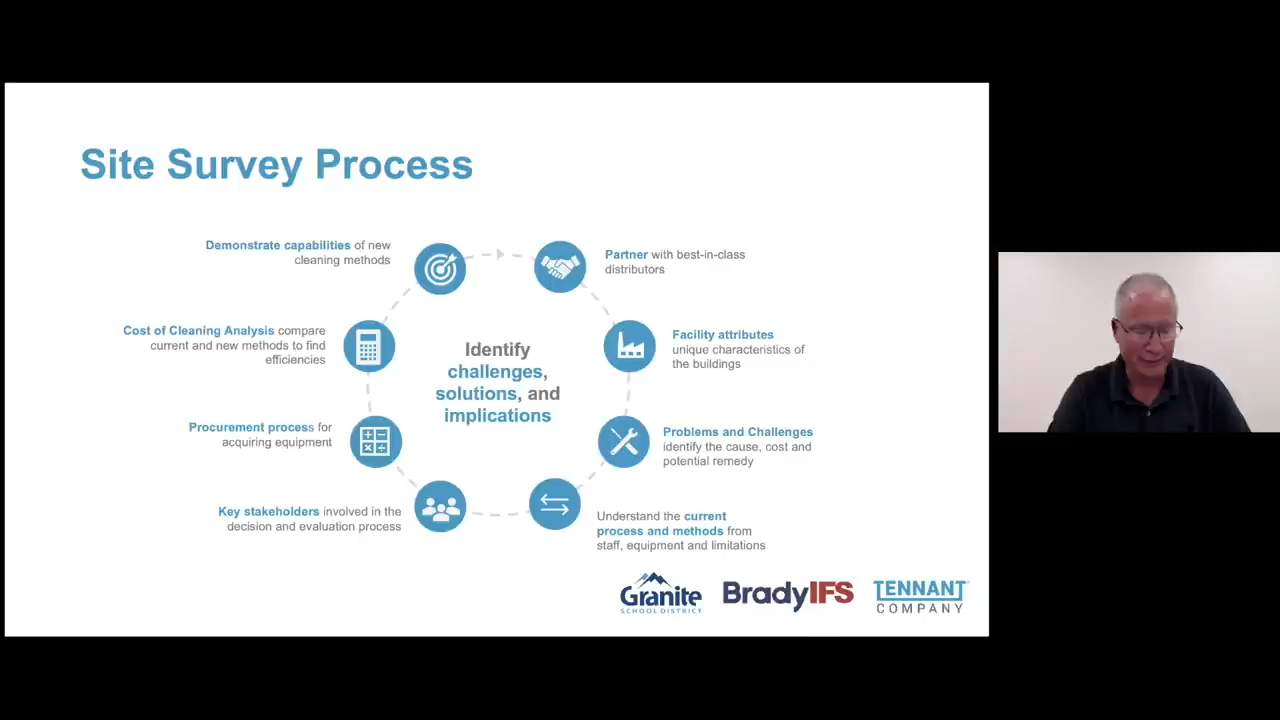 Site Survey Process
Demonstrate capabilities of new
cleaning methods
Partner with best-in-class
distributors
Cost of Cleaning Analysis compare
current and new methods to find
efficiencies
Facility attributes
unique characteristics of
the buildings
Identify
challenges,
solutions, and
implications
Procurement process for
acquiring equipment
Problems and Challenges
identify the cause, cost and
potential remedy
Key stakeholders involved in the
decision and evaluation process
Understand the current
process and methods from
staff, equipment and limitations
Granite
SCHOOL DISTRICT
BradyIFS
TENNANT
COMPANY